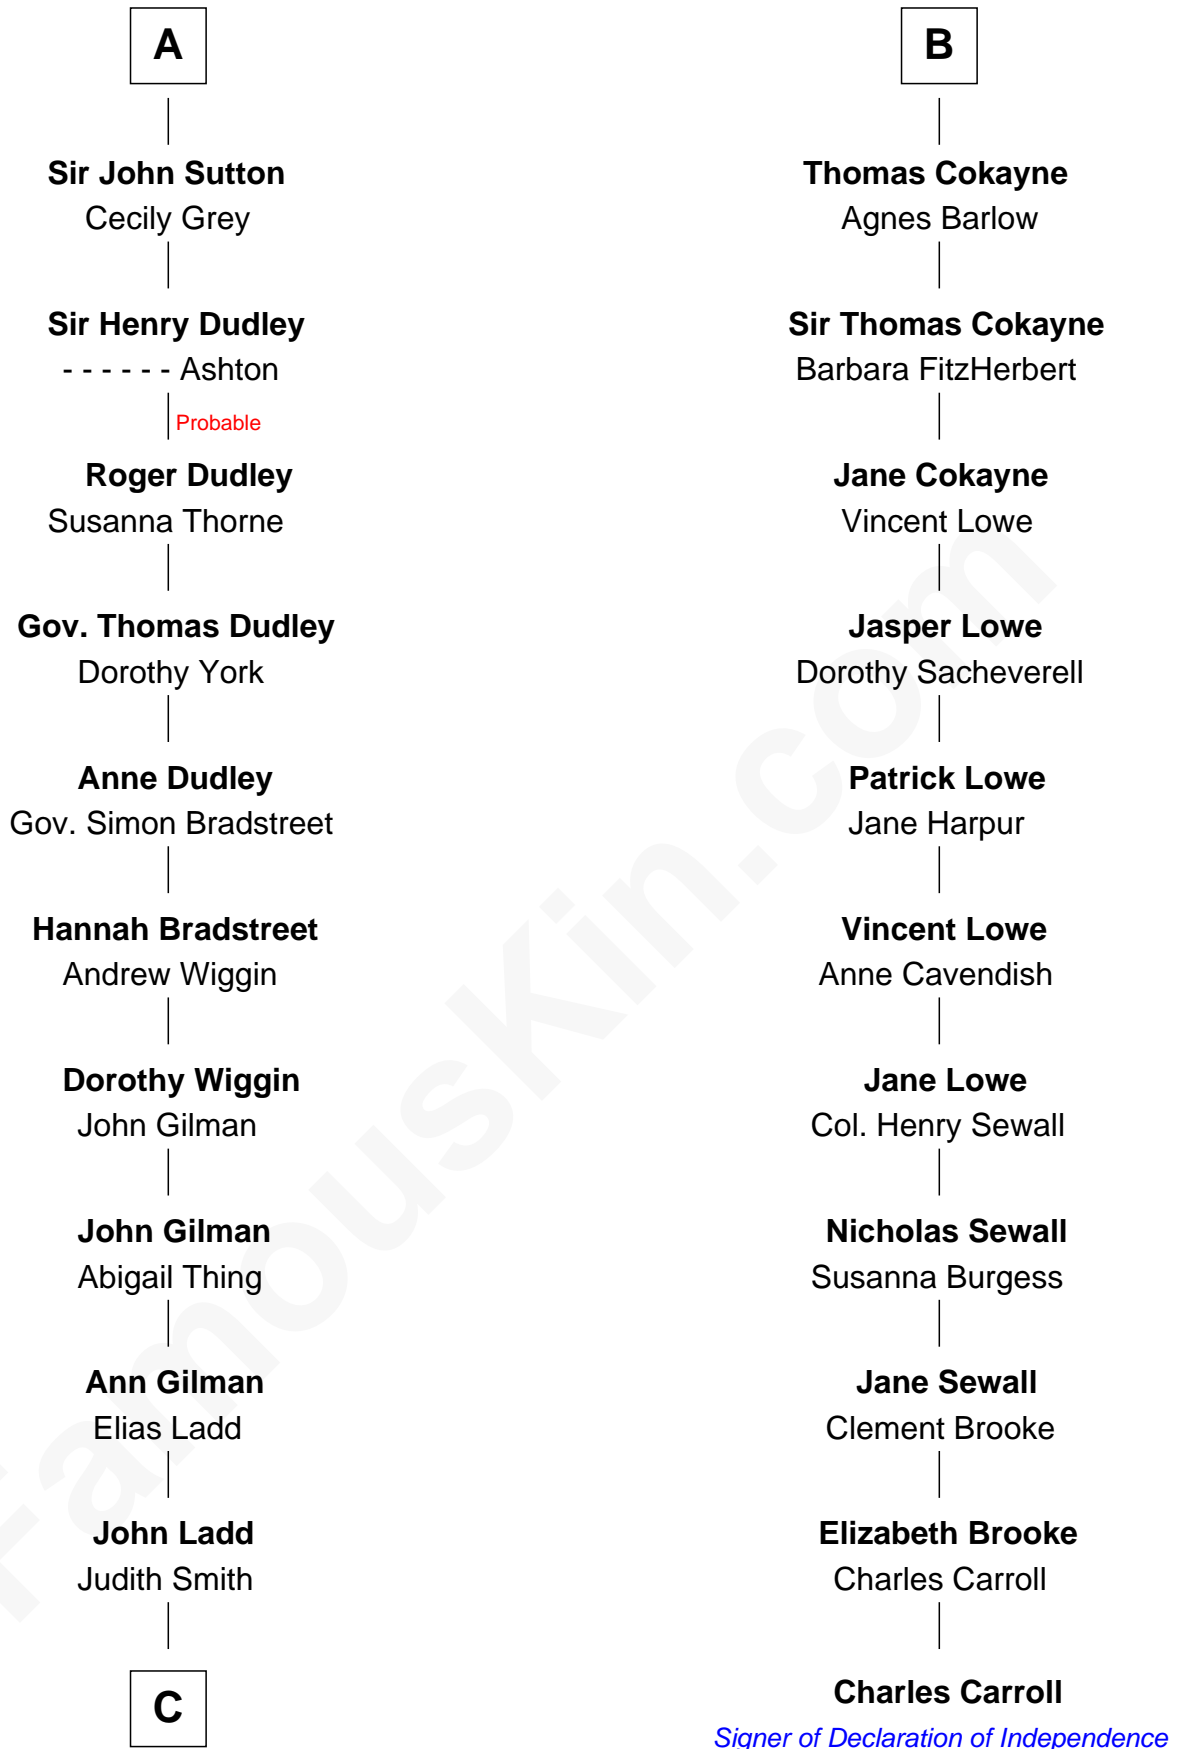 A
Sir John Sutton
Cecily Grey
Sir Henry Dudley
- - - - - - Ashton
Probable
Roger Dudley
Susanna Thorne
Gov. Thomas Dudley
Dorothy York
Anne Dudley
Gov. Simon Bradstreet
Hannah Bradstreet
Andrew Wiggin
Dorothy Wiggin
John Gilman
John Gilman
Abigail Thing
Ann Gilman
Elias Ladd
John Ladd
Judith Smith
C
B
Thomas Cokayne
Agnes Barlow
Sir Thomas Cokayne
Barbara FitzHerbert
Jane Cokayne
Vincent Lowe
Jasper Lowe
Dorothy Sacheverell
Patrick Lowe
Jane Harpur
Vincent Lowe
Anne Cavendish
Jane Lowe
Col. Henry Sewall
Nicholas Sewall
Susanna Burgess
Jane Sewall
Clement Brooke
Elizabeth Brooke
Charles Carroll
Charles Carroll
Signer of Declaration of Independence
FamousKin.com